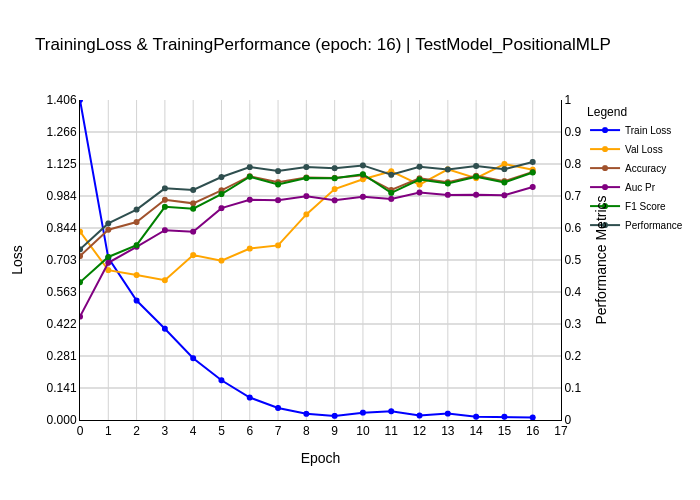 TrainingLoss & TrainingPerformance (epoch: 16) | TestModel_PositionalMLP
1.406
1.266
1.125
0.984
0.844
0.703
0.563
0.422
0.281
0.141
0.000
Loss
0 1 2 3 4 5 6 7 8 9 10 11 12 13 14 15 16 17
Epoch
1
0.9
0.8
0.7
0.6
0.5
0.4
0.3
0.2
0.1
0
Performance Metrics
Legend
Train Loss
Val Loss
Accuracy
Auc Pr
F1 Score
Performance